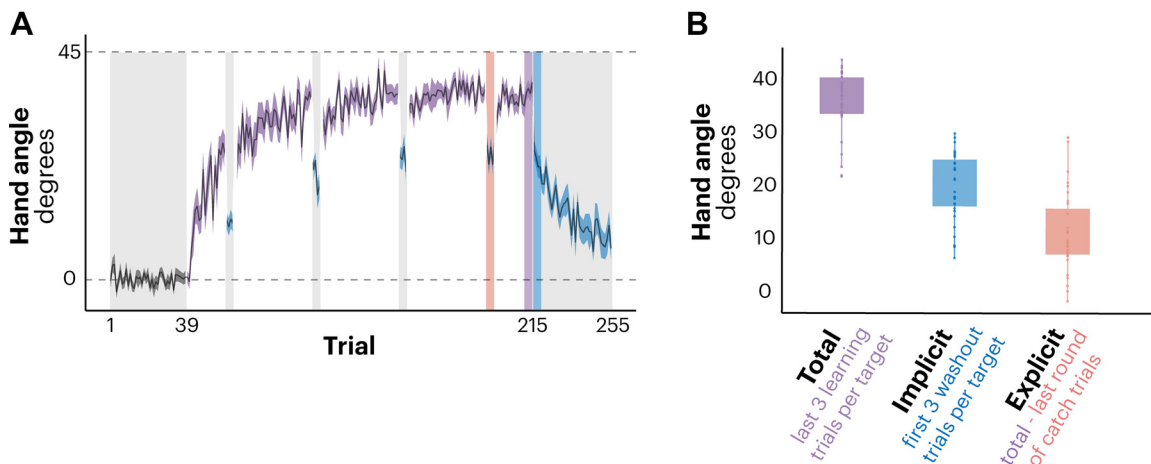 A
45
Hand angle
degrees
0
1
39
215
255
Trial
B
40
30
20
10
0
Hand angle
degrees
Total
last 3 learning
trials per target
Implicit
first 3 washout
trials per target
Explicit
total - last round
of catch trials